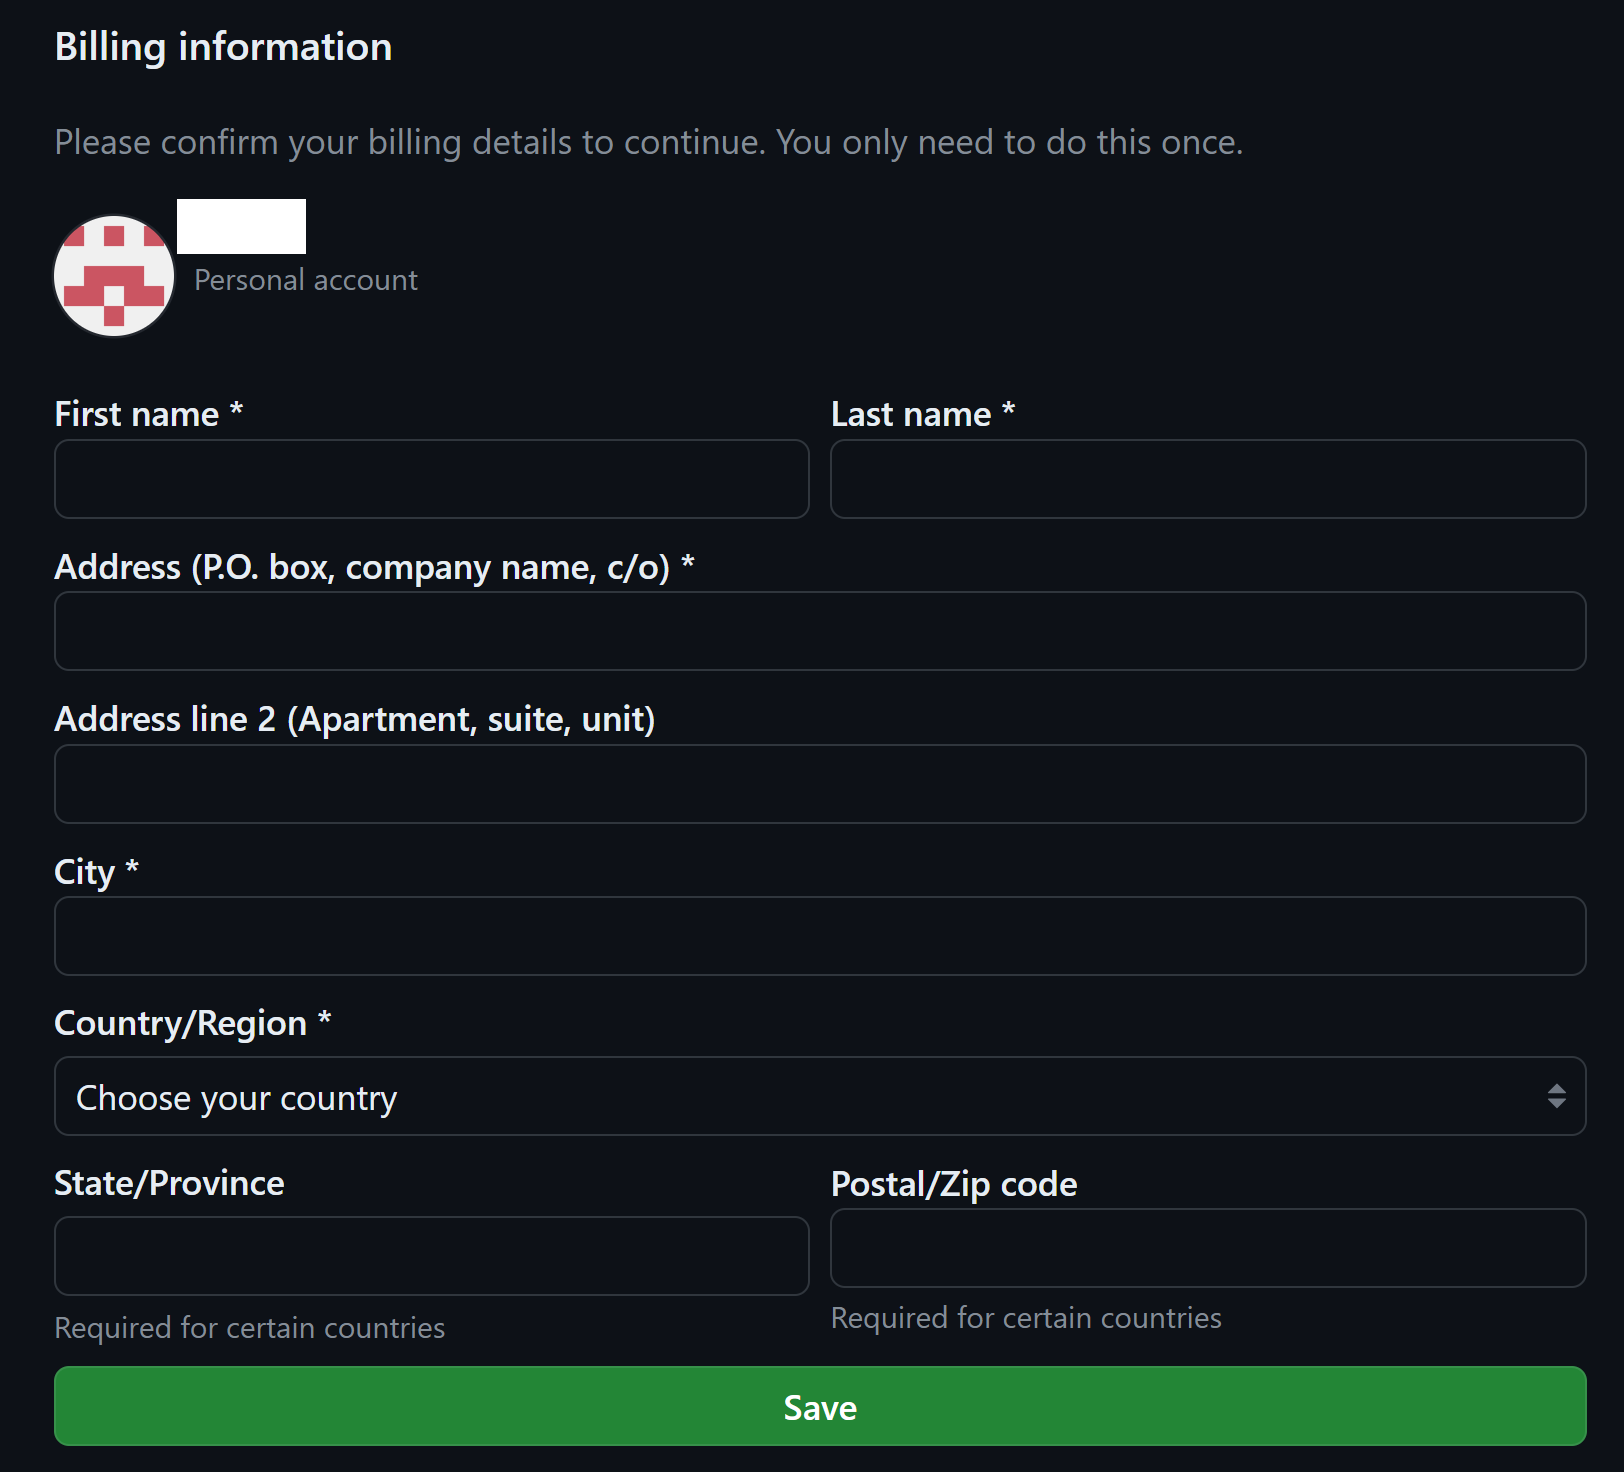 Billing information
Please confirm your billing details to continue. You only need to do this once.
Personal account
First name *
Last name *
Address (P.O. box, company name, c/o) *
Address line 2 (Apartment, suite, unit)
City *
Country/Region *
Choose your country
State/Province
Postal/Zip code
Required for certain countries
Required for certain countries
Save